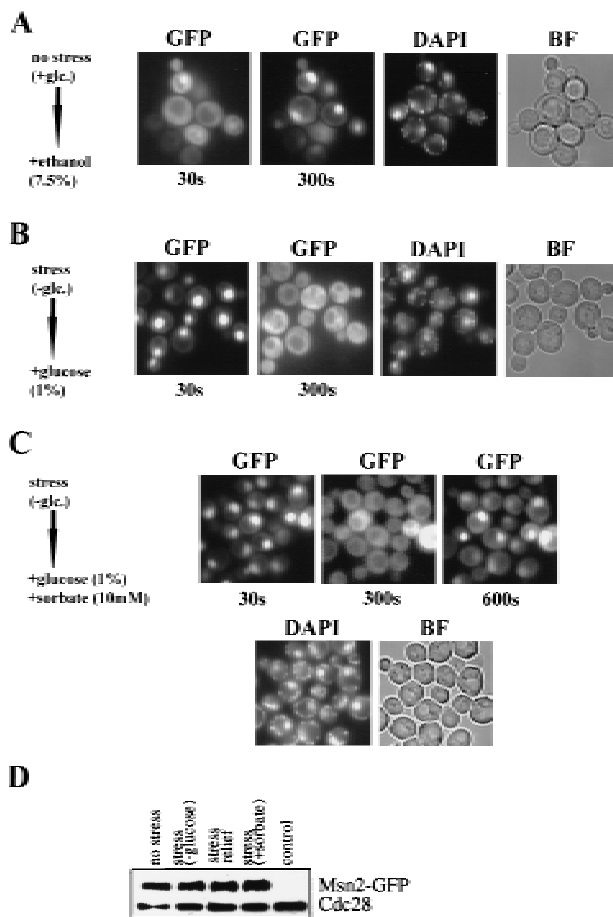 A
GFP GFP DAPI BF
no stress
(+glc.)
+ethanol
(7.5%)
30s 300s
B
GFP GFP DAPI BF
stress
(-glc.)
+glucose
(1%)
30s 300s
C
GFP GFP GFP
stress
(-glc.)
+glucose (1%)
+sorbate (10mM)
30s 300s 600s
DAPI BF
D
no stress
stress
(-glucose)
stress
relief
stress
(+sorbate)
control
Msn2-GFP
Cdc28